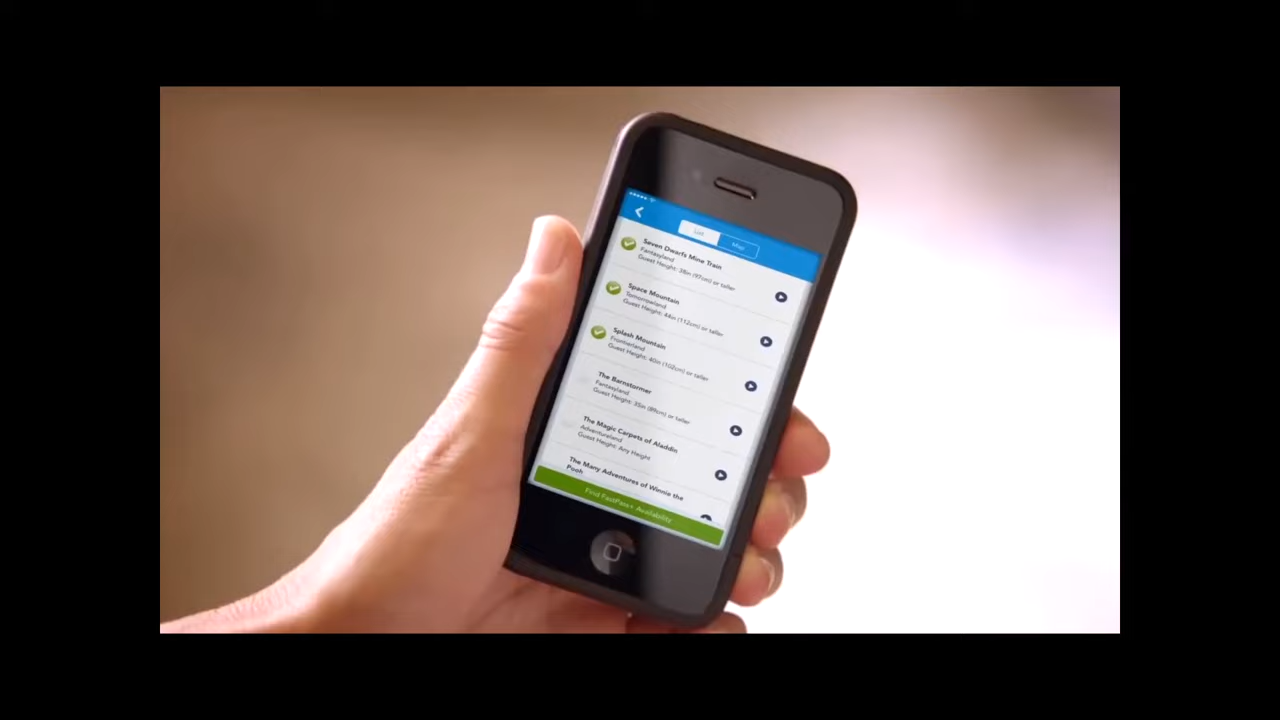 List
Map
Seven Dwarfs Mine Train
Fantasyland
Guest Height: 38in (97cm) or taller
Space Mountain
Tomorrowland
Guest Height: 44in (112cm) or taller
Splash Mountain
Frontierland
Guest Height: 40in (102cm) or taller
The Barnstormer
Fantasyland
Guest Height: 35in (89cm) or taller
The Magic Carpets of Aladdin
Adventureland
Guest Height: Any Height
The Many Adventures of Winnie the
Pooh
Find FastPass+ Availability